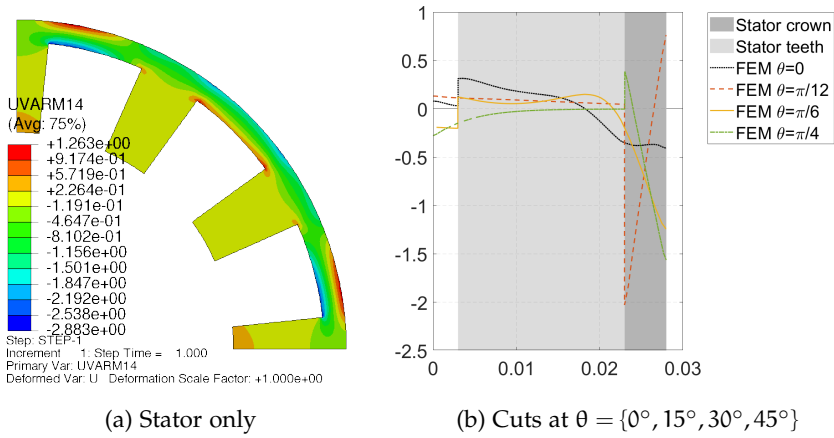 UVARM14
(Avg: 75%)
+1.263e+00
+9.174e-01
+5.719e-01
+2.264e-01
-1.191e-01
-4.647e-01
-8.102e-01
-1.156e+00
-1.501e+00
-1.847e+00
-2.192e+00
-2.538e+00
-2.883e+00
Step: STEP-1
Increment 1: Step Time = 1.000
Primary Var: UVARM14
Deformed Var: U Deformation Scale Factor: +1.000e+00
(a) Stator only
1
0.5
0
-0.5
-1
-1.5
-2
-2.5
0 0.01 0.02 0.03
Stator crown
Stator teeth
FEM θ=0
FEM θ=π/12
FEM θ=π/6
FEM θ=π/4
(b) Cuts at θ = {0°, 15°, 30°, 45°}